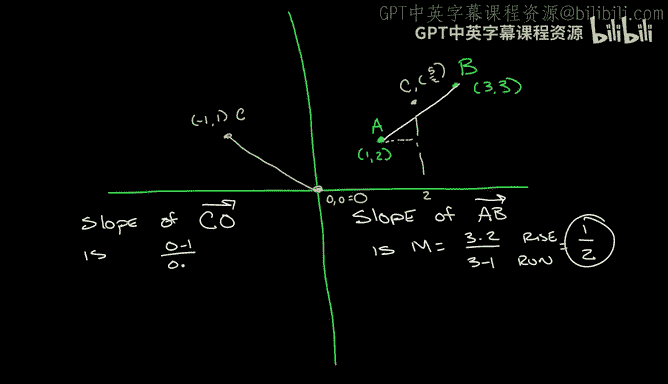 GPT中英字幕课程资源@bilibili.com
GPT中英字幕课程资源 bilibili
B
(3,3)
C,(5/2)
A
(1,2)
(-1,1) C
0,0=O
2
SLOPE of CO
is 0-1
0.
SLOPE of AB
is M= 3-2 RISE = 1
3-1 RUN 2